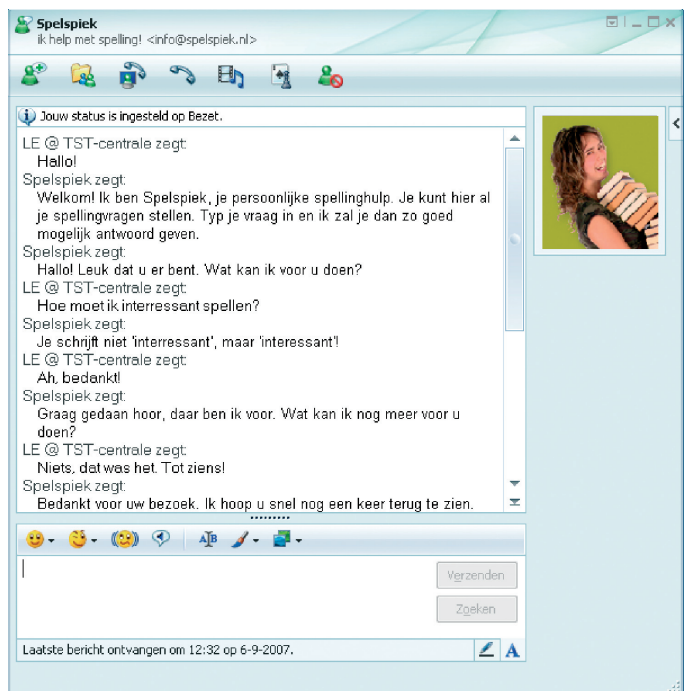 Spelspiek
ik help met spelling! <info@spelspiek.nl>
Jouw status is ingesteld op Bezet.
LE @ TST-centrale zegt:
Hallo!
Spelspiek zegt:
Welkom! Ik ben Spelspiek, je persoonlijke spellinghulp. Je kunt hier al
je spellingvragen stellen. Typ je vraag in en ik zal je dan zo goed
mogelijk antwoord geven.
Spelspiek zegt:
Hallo! Leuk dat u er bent. Wat kan ik voor u doen?
LE @ TST-centrale zegt:
Hoe moet ik interressant spellen?
Spelspiek zegt:
Je schrijft niet 'interressant', maar 'interessant'!
LE @ TST-centrale zegt:
Ah, bedankt!
Spelspiek zegt:
Graag gedaan hoor, daar ben ik voor. Wat kan ik nog meer voor u
doen?
LE @ TST-centrale zegt:
Niets, dat was het. Tot ziens!
Spelspiek zegt:
Bedankt voor uw bezoek. Ik hoop u snel nog een keer terug te zien.
Verzenden
Zoeken
Laatste bericht ontvangen om 12:32 op 6-9-2007.